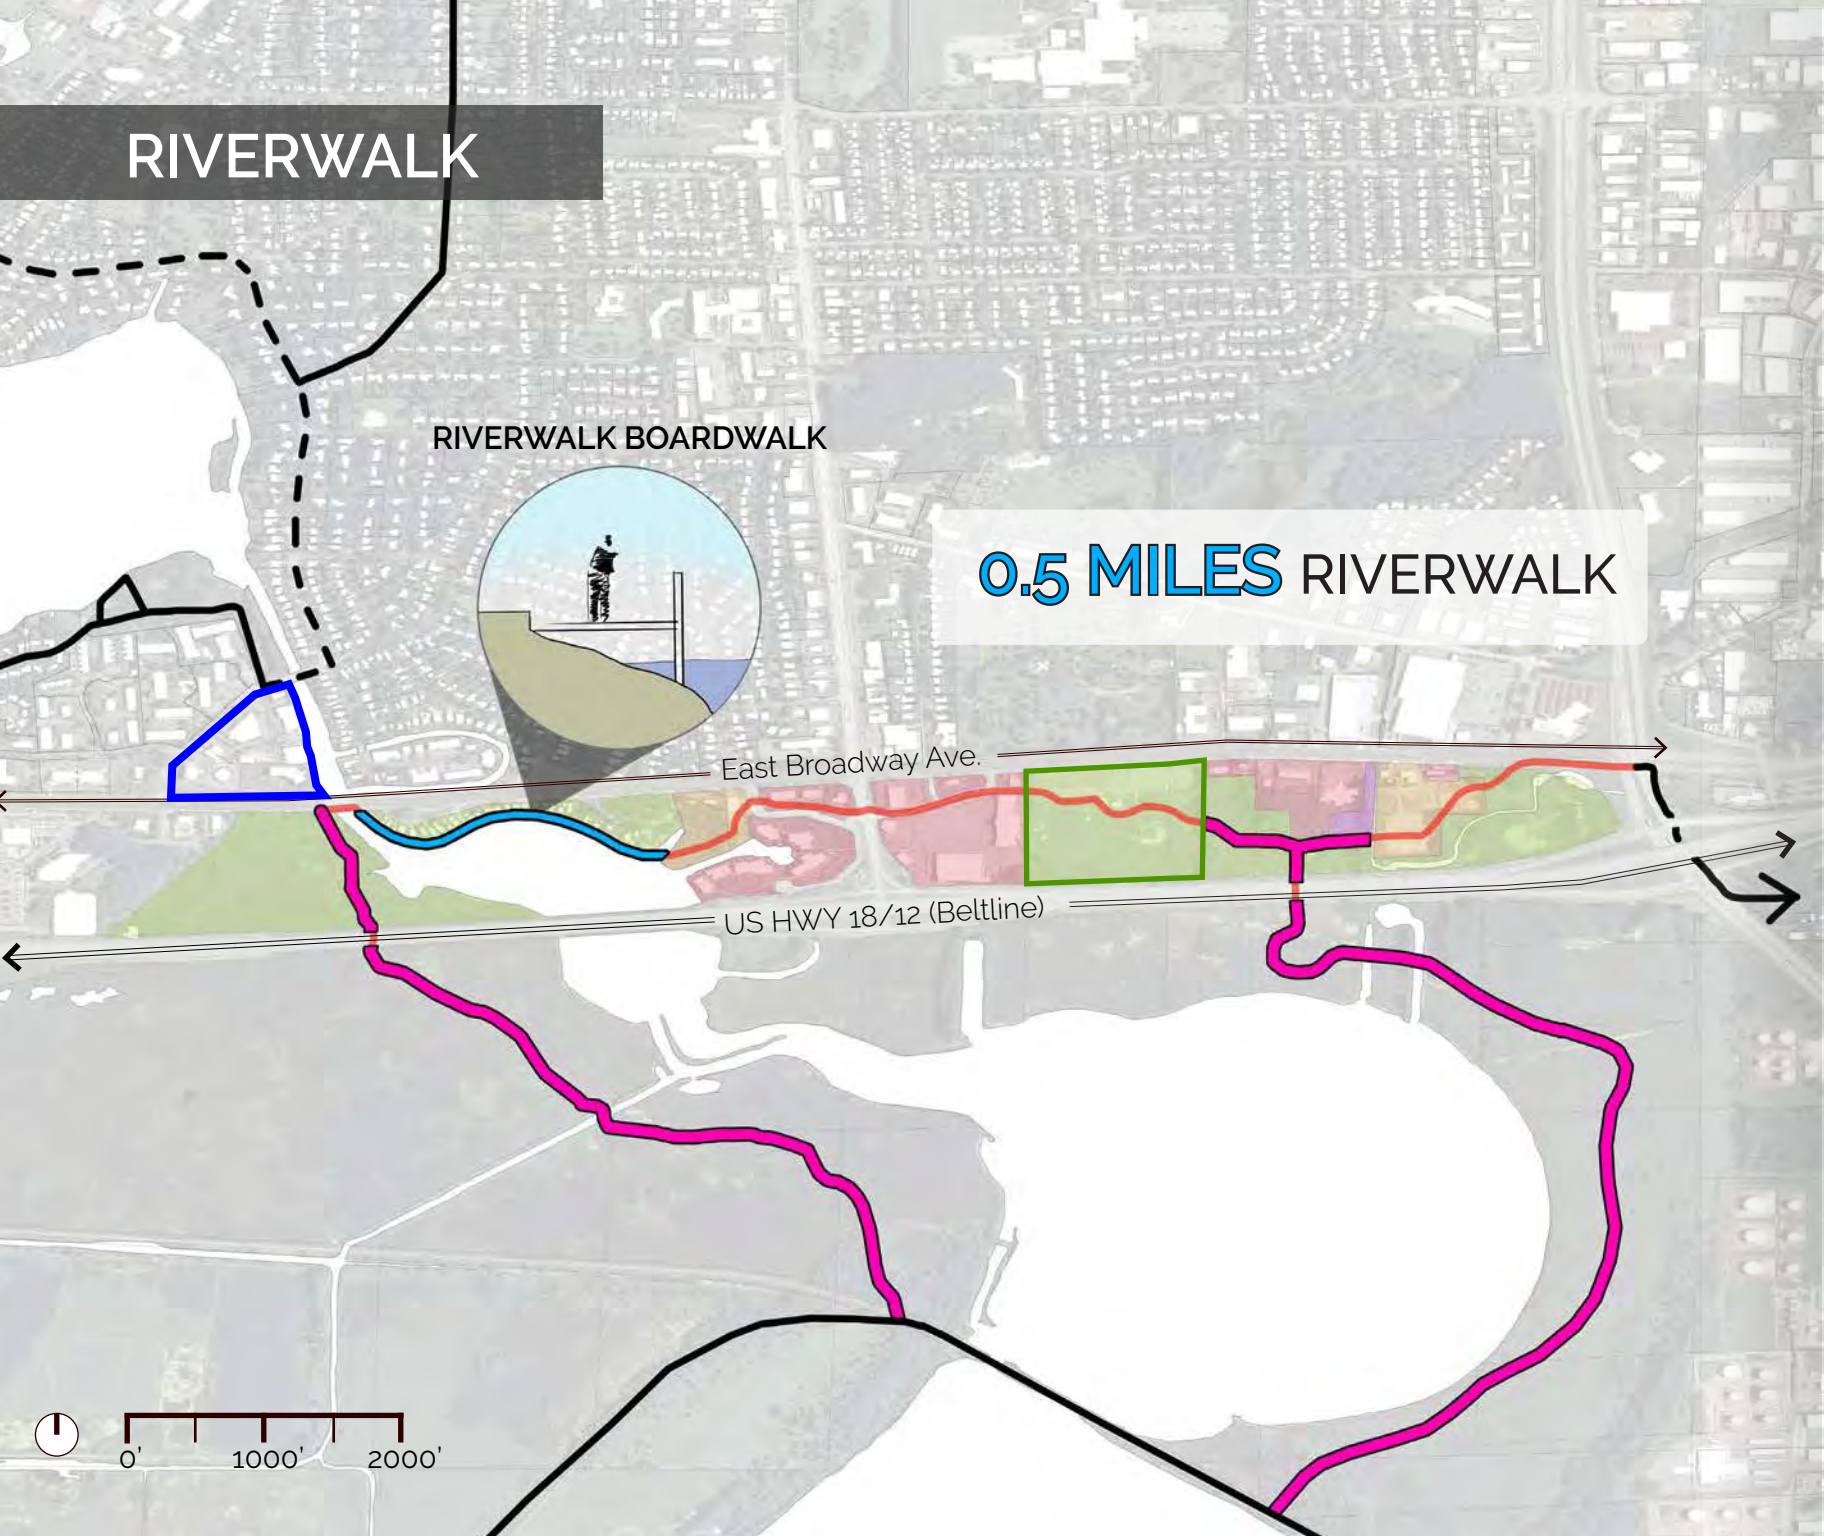 RIVERWALK
RIVERWALK BOARDWALK
0.5 MILES RIVERWALK
East Broadway Ave.
US HWY 18/12 (Beltline)
0' 1000' 2000'